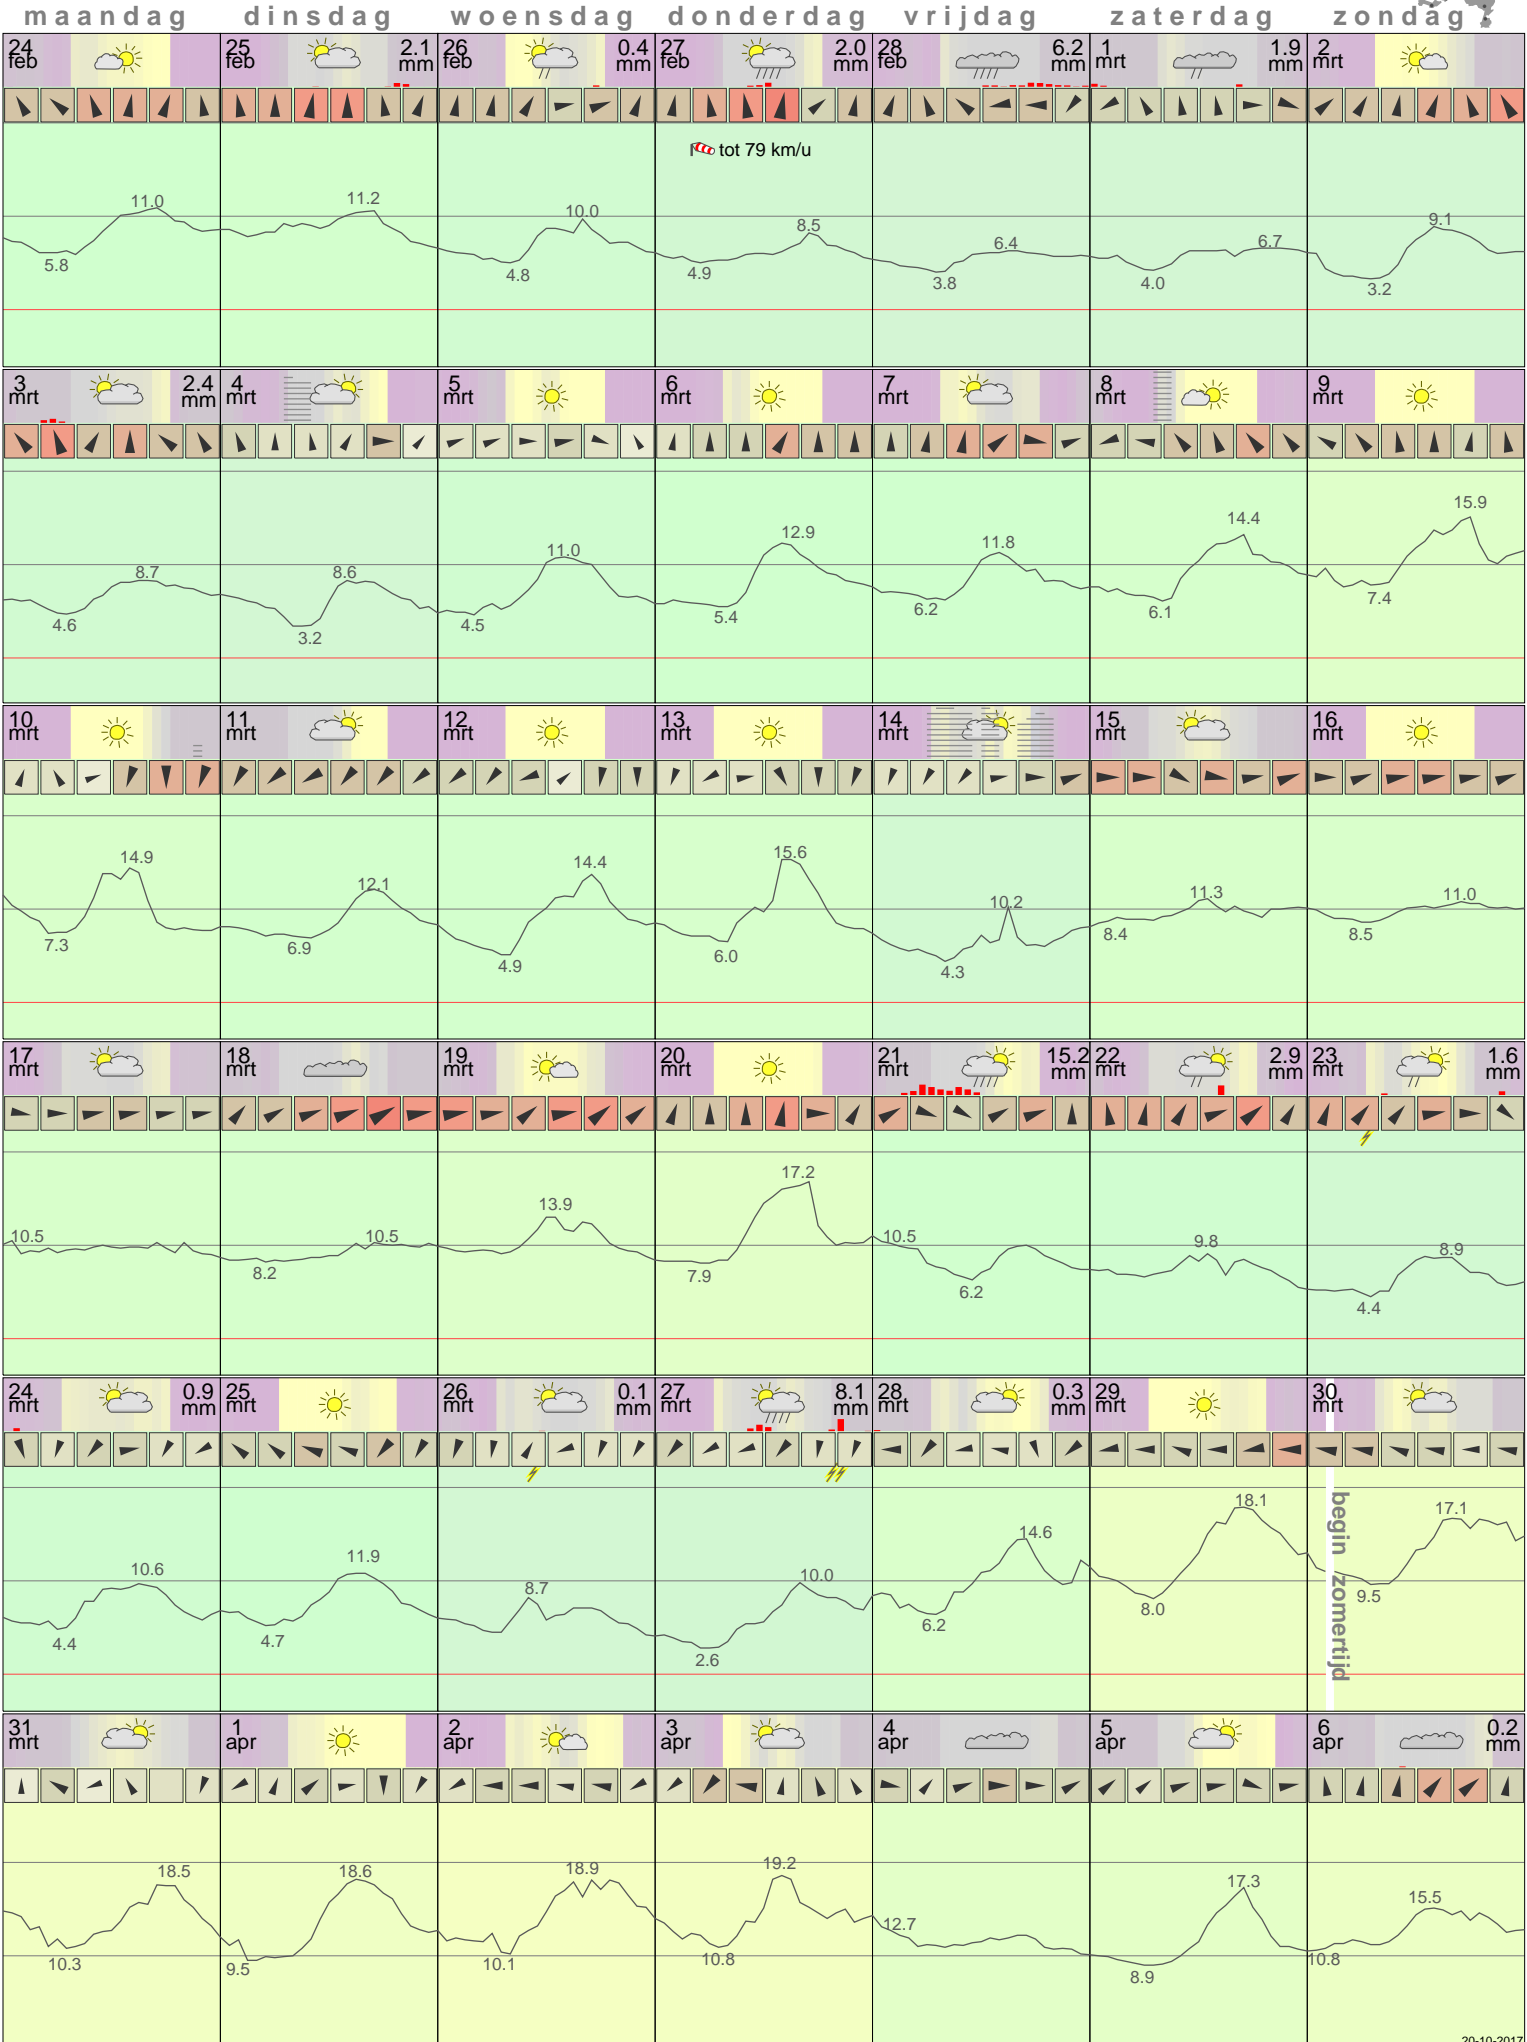 maandag dinsdag woensdag donderdag vrijdag zaterdag zondag
24 feb 25 feb 2.1 mm 26 feb 0.4 mm 27 feb 2.0 mm 28 feb 6.2 mm 1 mrt 1.9 mm 2 mrt
tot 79 km/u
11.0 11.2 10.0 8.5 6.4 6.7 9.1
5.8 4.8 4.9 3.8 4.0 3.2
3 mrt 2.4 mm 4 mrt 5 mrt 6 mrt 7 mrt 8 mrt 9 mrt
8.7 8.6 11.0 12.9 11.8 14.4 15.9
4.6 3.2 4.5 5.4 6.2 6.1 7.4
10 mrt 11 mrt 12 mrt 13 mrt 14 mrt 15 mrt 16 mrt
14.9 12.1 14.4 15.6 10.2 11.3 11.0
7.3 6.9 4.9 6.0 4.3 8.4 8.5
17 mrt 18 mrt 19 mrt 20 mrt 21 mrt 15.2 mm 22 mrt 2.9 mm 23 mrt 1.6 mm
10.5 10.5 13.9 17.2 10.5 9.8 8.9
8.2 7.9 6.2 4.4
24 mrt 0.9 mm 25 mrt 26 mrt 0.1 mm 27 mrt 8.1 mm 28 mrt 0.3 mm 29 mrt 30 mrt
10.6 11.9 8.7 10.0 14.6 18.1 17.1
4.4 4.7 2.6 6.2 8.0 9.5
begin zomertijd
31 mrt 1 apr 2 apr 3 apr 4 apr 5 apr 6 apr 0.2 mm
18.5 18.6 18.9 19.2 12.7 17.3 15.5
10.3 9.5 10.1 10.8 8.9 10.8
20-10-2017